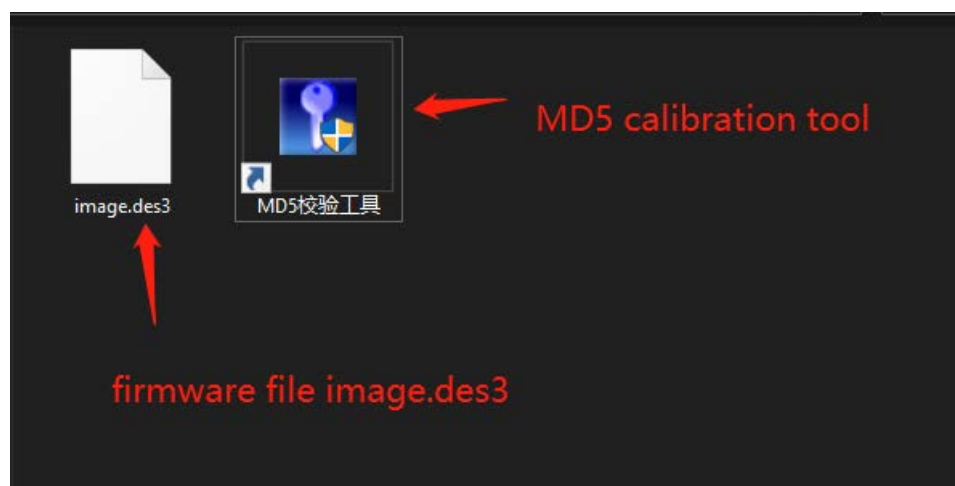 MD5 calibration tool
image.des3
MD5校验工具
firmware file image.des3